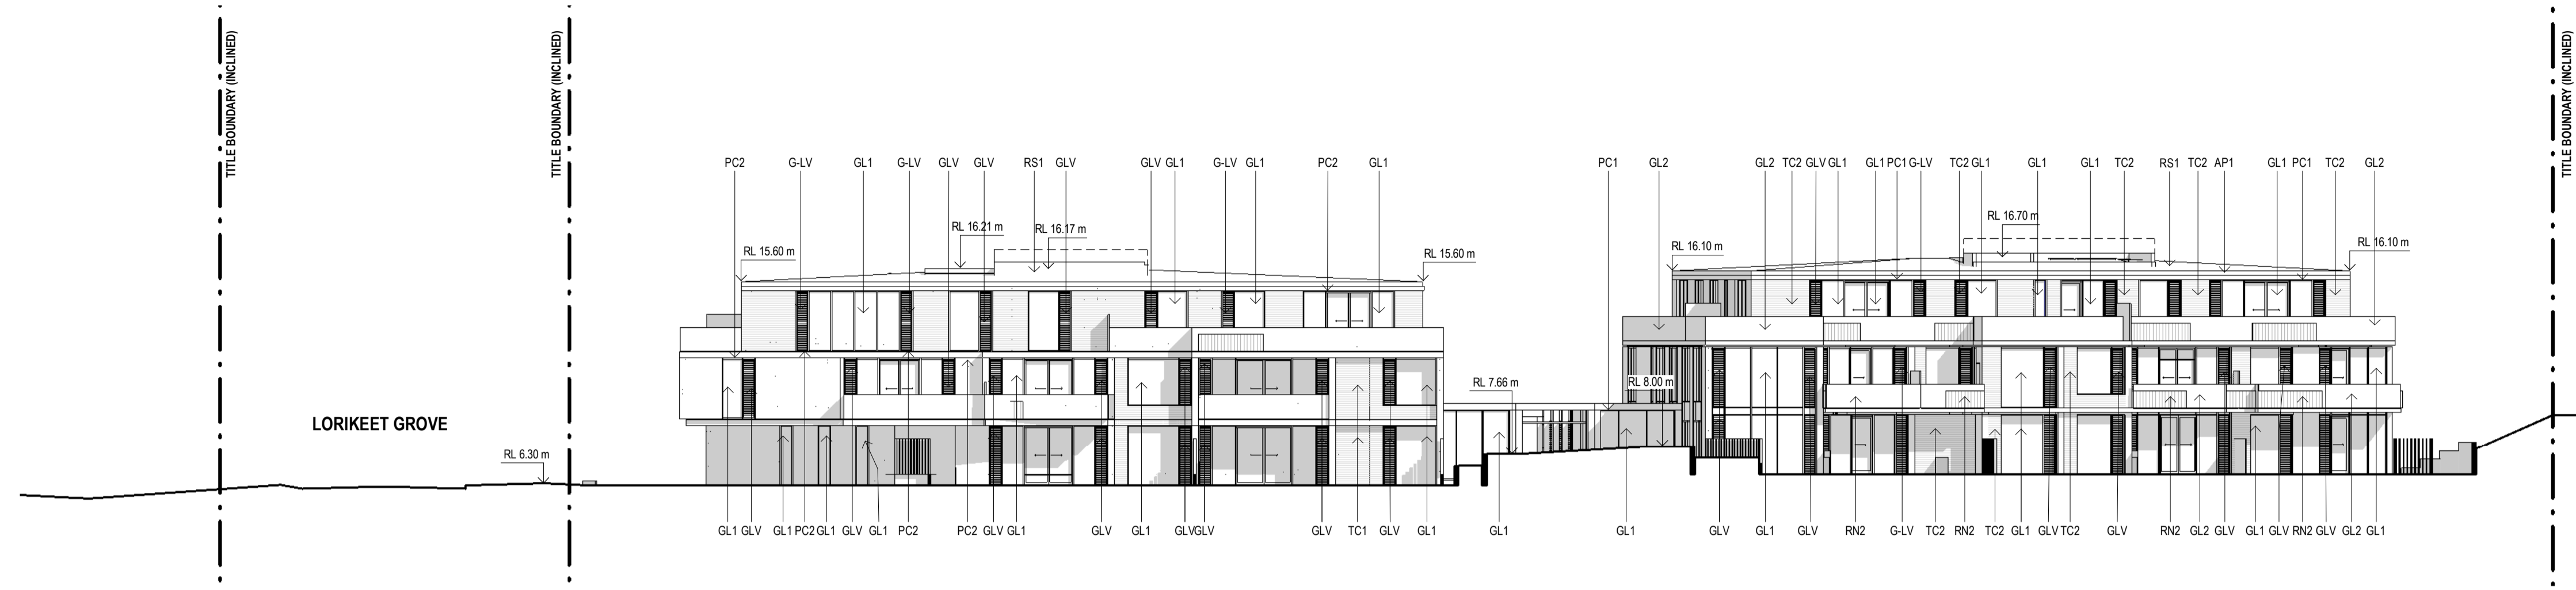 TITLE BOUNDARY (INCLINED)
TITLE BOUNDARY (INCLINED)
TITLE BOUNDARY (INCLINED)
PC2 G-LV GL1 G-LV GLV GLV RS1 GLV GLV GL1 G-LV GL1 PC2 GL1 PC1 GL2 GL2 TC2 GLV GL1 GL1 PC1 G-LV TC2 GL1 GL1 GL1 TC2 RS1 TC2 AP1 GL1 PC1 TC2 GL2
RL 16.70 m
RL 16.21 m
RL 16.17 m
RL 15.60 m
RL 15.60 m
RL 16.10 m
RL 16.10 m
RL 7.66 m
RL 8.00 m
LORIKEET GROVE
RL 6.30 m
GL1 GLV GL1 PC2 GL1 GLV GL1 PC2 PC2 GLV GL1 GLV GL1 GLV GLV GLV TC1 GLV GL1 GL1 GL1 GLV GL1 GLV RN2 G-LV TC2 RN2 TC2 GL1 GLV TC2 GLV RN2 GL2 GLV GL1 GLV RN2 GLV GL2 GL1